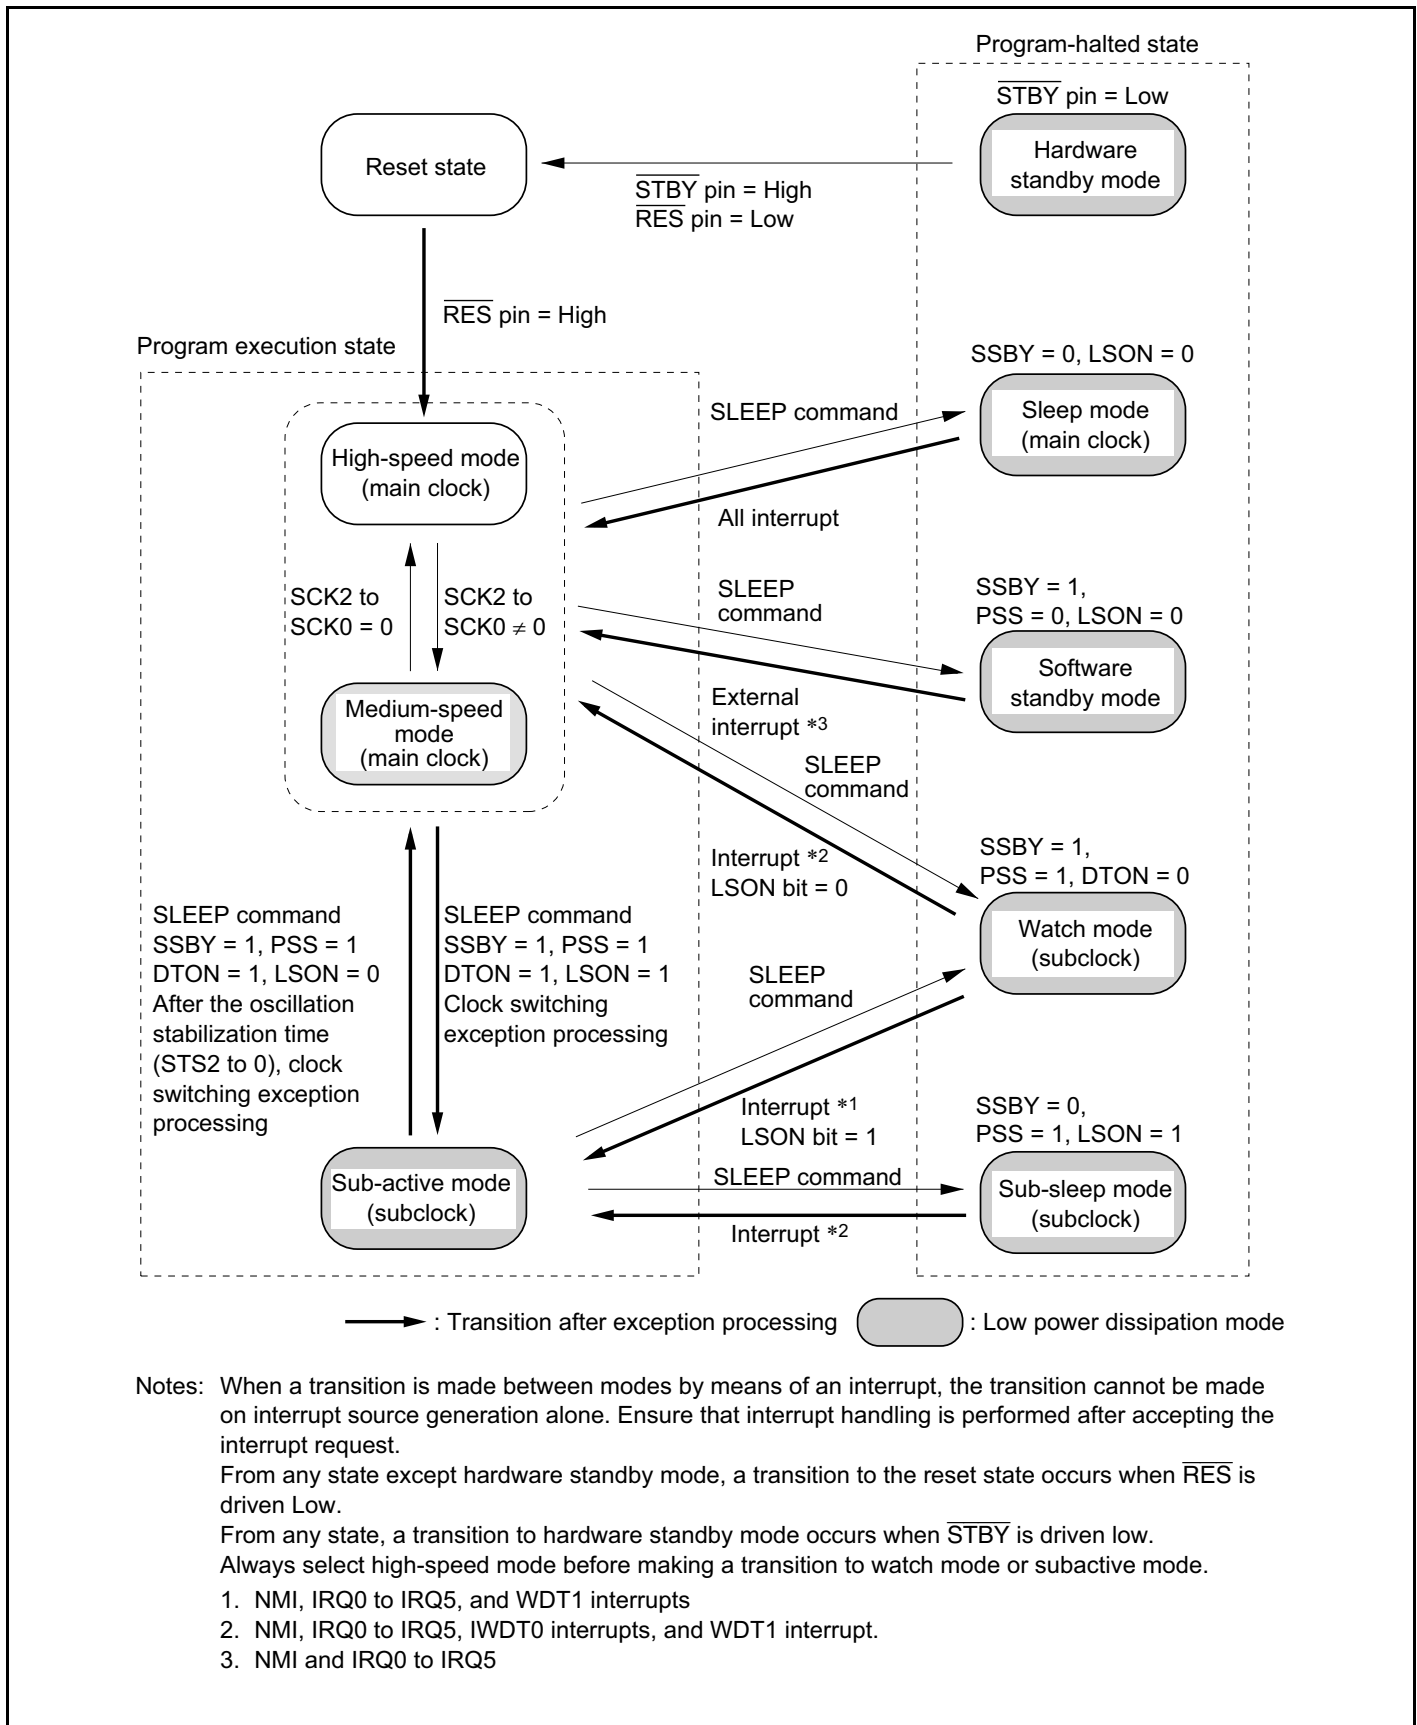 Program-halted state
STBY pin = Low
Reset state
Hardware
standby mode
STBY pin = High
RES pin = Low
RES pin = High
Program execution state
SSBY = 0, LSON = 0
SLEEP command
Sleep mode
(main clock)
High-speed mode
(main clock)
All interrupt
SCK2 to
SCK0 = 0
SCK2 to
SCK0 ≠ 0
SLEEP
command
SSBY = 1,
PSS = 0, LSON = 0
Software
standby mode
Medium-speed
mode
(main clock)
External
interrupt *3
SLEEP
command
Interrupt *2
LSON bit = 0
SSBY = 1,
PSS = 1, DTON = 0
Watch mode
(subclock)
SLEEP command
SSBY = 1, PSS = 1
DTON = 1, LSON = 0
After the oscillation
stabilization time
(STS2 to 0), clock
switching exception
processing
SLEEP command
SSBY = 1, PSS = 1
DTON = 1, LSON = 1
Clock switching
exception processing
SLEEP
command
Interrupt *1
LSON bit = 1
SSBY = 0,
PSS = 1, LSON = 1
SLEEP command
Sub-active mode
(subclock)
Sub-sleep mode
(subclock)
Interrupt *2
: Transition after exception processing
: Low power dissipation mode
Notes: When a transition is made between modes by means of an interrupt, the transition cannot be made
on interrupt source generation alone. Ensure that interrupt handling is performed after accepting the
interrupt request.
From any state except hardware standby mode, a transition to the reset state occurs when RES is
driven Low.
From any state, a transition to hardware standby mode occurs when STBY is driven low.
Always select high-speed mode before making a transition to watch mode or subactive mode.
1. NMI, IRQ0 to IRQ5, and WDT1 interrupts
2. NMI, IRQ0 to IRQ5, IWDT0 interrupts, and WDT1 interrupt.
3. NMI and IRQ0 to IRQ5